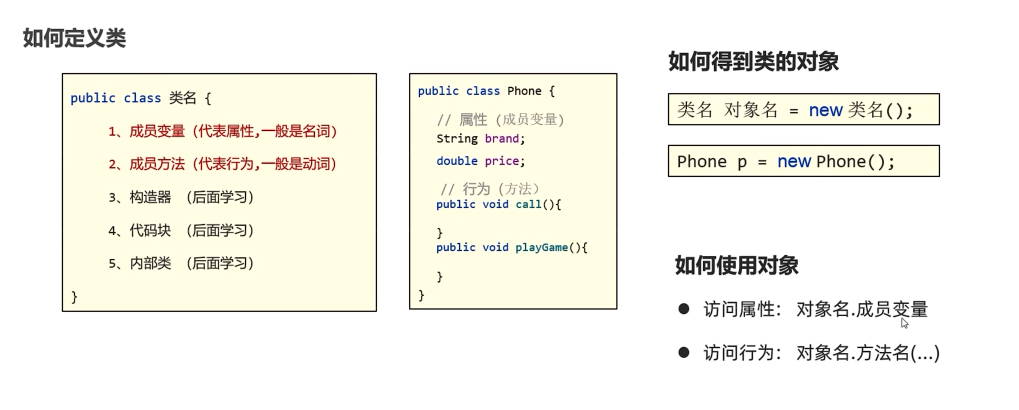 如何定义类
public class 类名 {
1、成员变量 (代表属性,一般是名词)
2、成员方法 (代表行为,一般是动词)
3、构造器 (后面学习)
4、代码块 (后面学习)
5、内部类 (后面学习)
}
public class Phone {
// 属性 (成员变量)
String brand;
double price;
// 行为 (方法)
public void call(){
}
public void playGame(){
}
}
如何得到类的对象
类名 对象名 = new 类名();
Phone p = new Phone();
如何使用对象
● 访问属性: 对象名.成员变量
● 访问行为: 对象名.方法名(...)